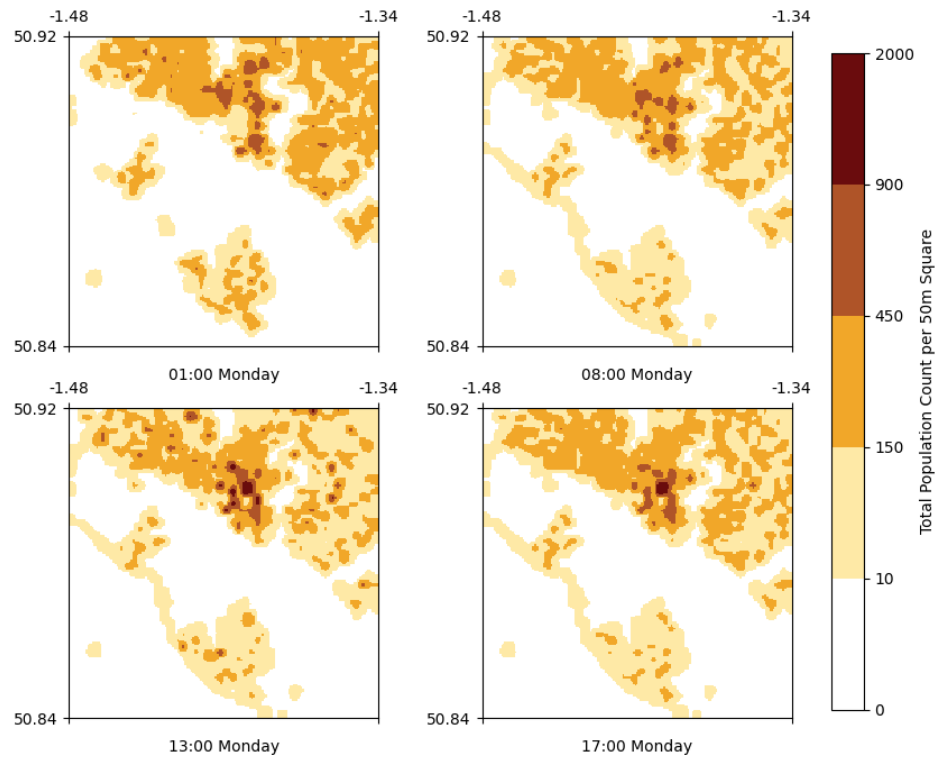 -1.48 -1.34 -1.48 -1.34
50.92 50.92
2000
900
450
150
10
0
Total Population Count per 50m Square
50.84 50.84
01:00 Monday 08:00 Monday
-1.48 -1.34 -1.48 -1.34
50.92 50.92
50.84 50.84
13:00 Monday 17:00 Monday